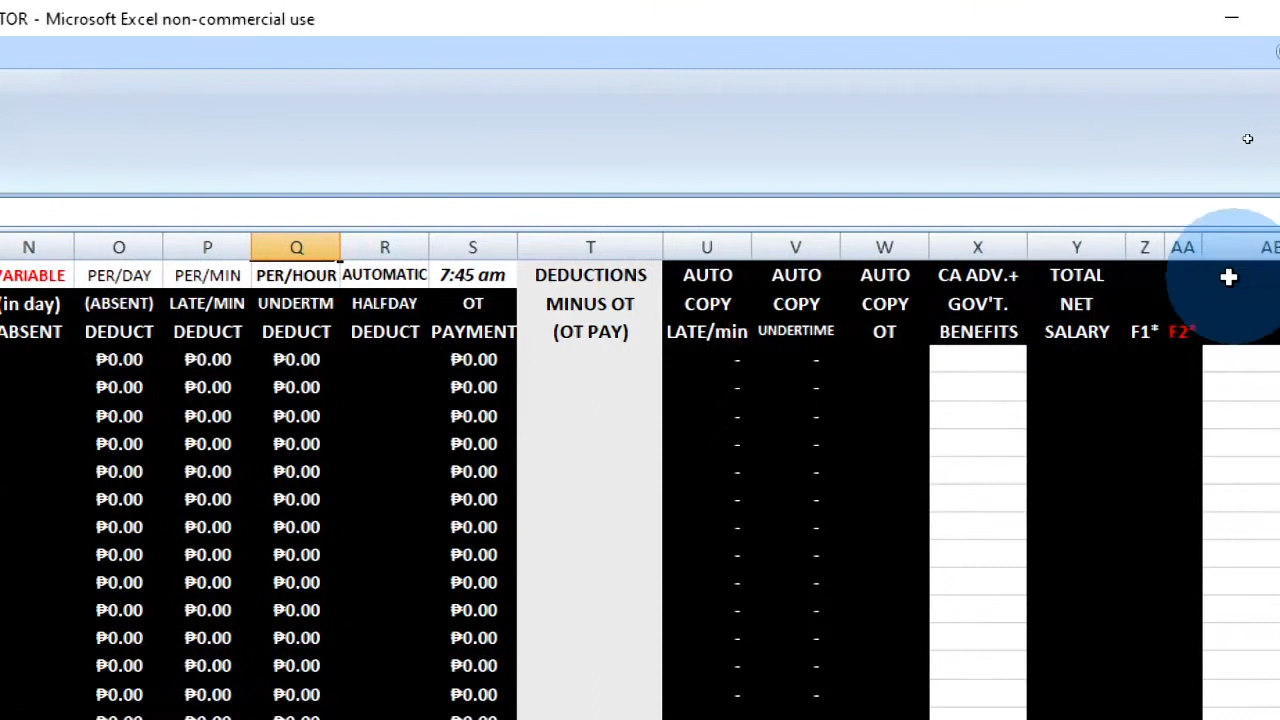 TOR - Microsoft Excel non-commercial use
N O P Q R S T U V W X Y Z AA
VARIABLE PER/DAY PER/MIN PER/HOUR AUTOMATIC 7:45 am DEDUCTIONS AUTO AUTO AUTO CA ADV.+ TOTAL
(in day) (ABSENT) LATE/MIN UNDERTM HALFDAY OT MINUS OT COPY COPY COPY GOV'T. NET
ABSENT DEDUCT DEDUCT DEDUCT DEDUCT PAYMENT (OT PAY) LATE/min UNDERTIME OT BENEFITS SALARY F1* F2*
₱0.00 ₱0.00 ₱0.00 ₱0.00 - -
₱0.00 ₱0.00 ₱0.00 ₱0.00 - -
₱0.00 ₱0.00 ₱0.00 ₱0.00 - -
₱0.00 ₱0.00 ₱0.00 ₱0.00 - -
₱0.00 ₱0.00 ₱0.00 ₱0.00 - -
₱0.00 ₱0.00 ₱0.00 ₱0.00 - -
₱0.00 ₱0.00 ₱0.00 ₱0.00 - -
₱0.00 ₱0.00 ₱0.00 ₱0.00 - -
₱0.00 ₱0.00 ₱0.00 ₱0.00 - -
₱0.00 ₱0.00 ₱0.00 ₱0.00 - -
₱0.00 ₱0.00 ₱0.00 ₱0.00 - -
₱0.00 ₱0.00 ₱0.00 ₱0.00 - -
₱0.00 ₱0.00 ₱0.00 ₱0.00 - -